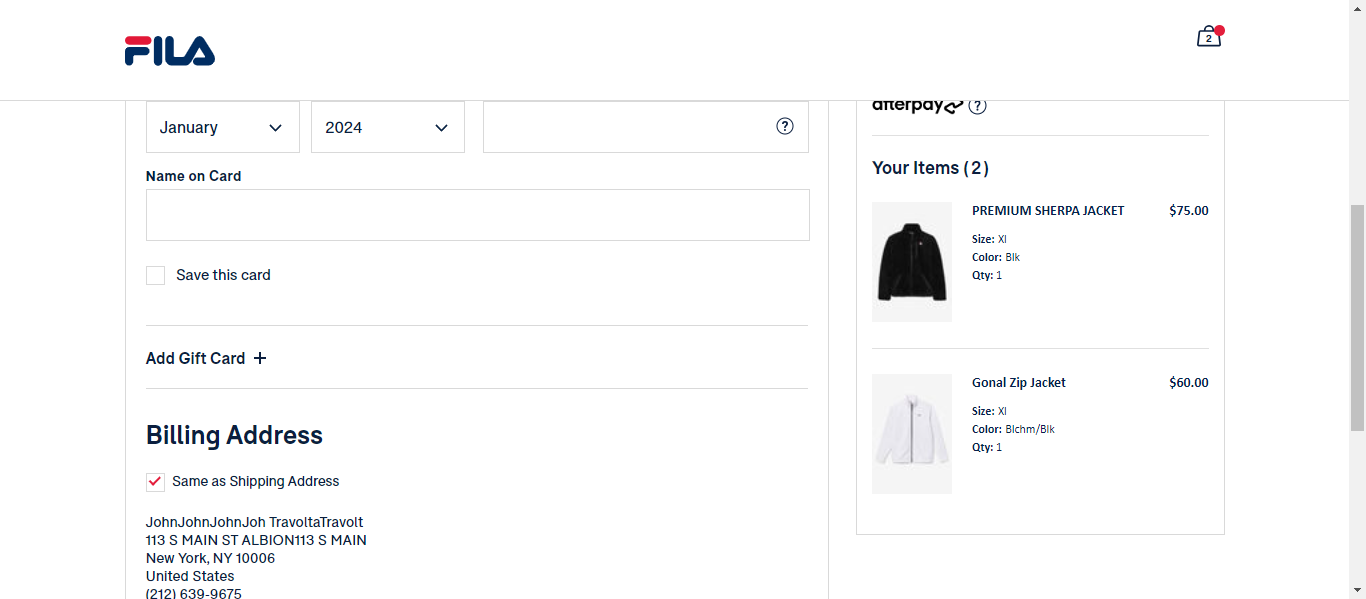 FILA
2
January
2024
?
Name on Card
Save this card
Add Gift Card +
Billing Address
Same as Shipping Address
JohnJohnJohnJoh TravoltaTravolt
113 S MAIN ST ALBION113 S MAIN
New York, NY 10006
United States
(212) 639-9675
afterpay ?
Your Items (2)
PREMIUM SHERPA JACKET $75.00
Size: Xl
Color: Blk
Qty: 1
Gonal Zip Jacket $60.00
Size: Xl
Color: Blchm/Blk
Qty: 1